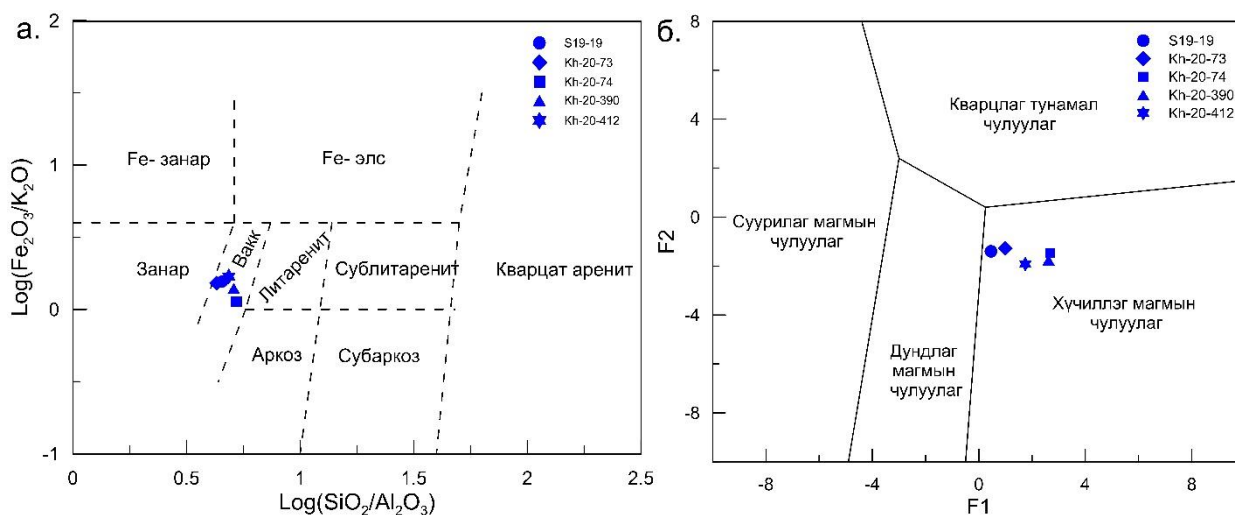 а.
2
1
0
-1
0
0.5
1.0
1.5
2.0
2.5
Log(Fe₂O₃/K₂O)
Log(SiO₂/Al₂O₃)
S19-19
Kh-20-73
Kh-20-74
Kh-20-390
Kh-20-412
Fe- занар
Fe- элс
Занар
Вакк
Литаренит
Сублитаренит
Кварцат аренит
Аркоз
Субаркоз
б.
8
4
0
-4
-8
-8
-4
0
4
8
F2
F1
S19-19
Kh-20-73
Kh-20-74
Kh-20-390
Kh-20-412
Кварцлаг тунамал
чулуулаг
Суурилаг магмын
чулуулаг
Дундлаг
магмын
чулуулаг
Хүчиллэг магмын
чулуулаг